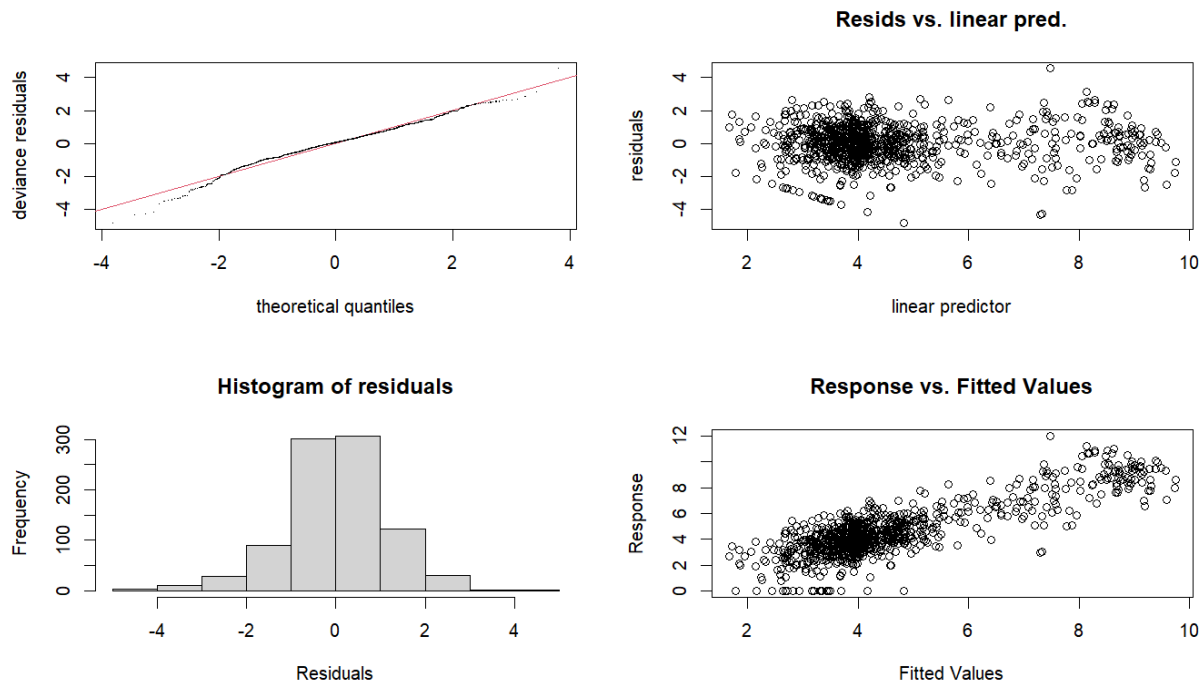 deviance residuals
4
2
0
-2
-4
-4 -2 0 2 4
theoretical quantiles
Resids vs. linear pred.
residuals
4
2
0
-2
-4
2 4 6 8 10
linear predictor
Histogram of residuals
Frequency
300
100
0
-4 -2 0 2 4
Residuals
Response vs. Fitted Values
Response
12
8
6
4
2
0
2 4 6 8 10
Fitted Values